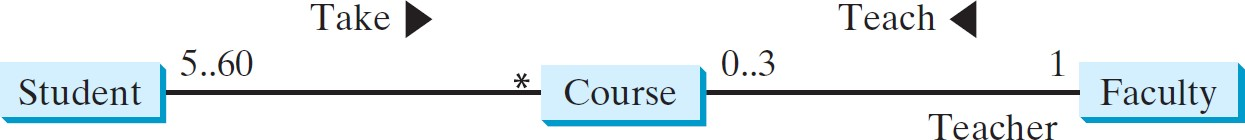 Take ▶ Teach ◀
5..60 * 0..3 1
Student Course Faculty
Teacher